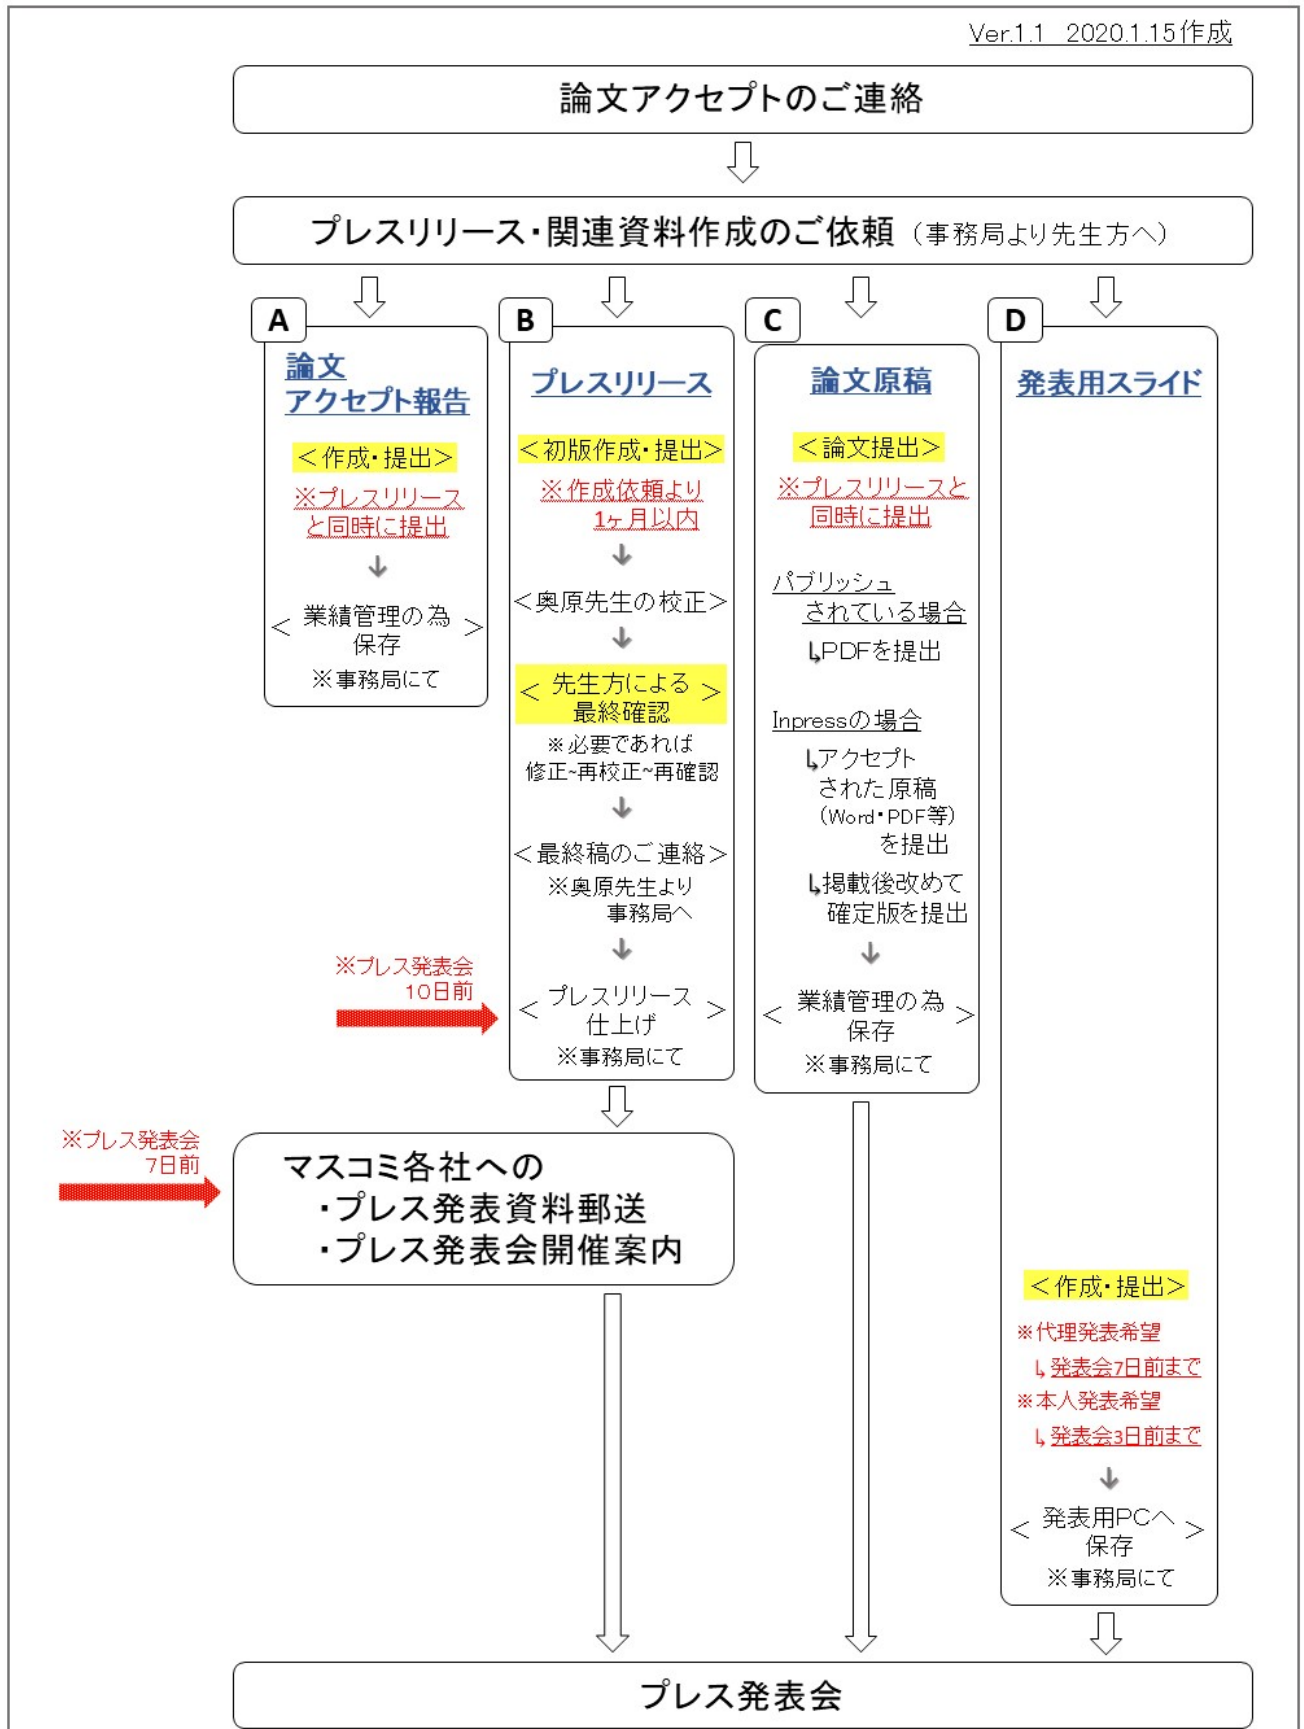 Ver.1.1 2020.1.15作成
論文アクセプトのご連絡
プレスリリース・関連資料作成のご依頼（事務局より先生方へ）
A
論文
アクセプト報告
＜作成・提出＞
※プレスリリース
と同時に提出
↓
＜業績管理の為
保存＞
※事務局にて
B
プレスリリース
＜初版作成・提出＞
※作成依頼より
1ヶ月以内
↓
＜奥原先生の校正＞
↓
＜先生方による
最終確認＞
※必要であれば
修正~再校正~再確認
↓
＜最終稿のご連絡＞
※奥原先生より
事務局へ
↓
※プレス発表会
10日前
＜プレスリリース
仕上げ＞
※事務局にて
C
論文原稿
＜論文提出＞
※プレスリリースと
同時に提出
パブリッシュ
されている場合
↳PDFを提出
Inpressの場合
↳アクセプト
された原稿
（Word・PDF等）
を提出
↳掲載後改めて
確定版を提出
↓
＜業績管理の為
保存＞
※事務局にて
D
発表用スライド
＜作成・提出＞
※代理発表希望
↳発表会7日前まで
※本人発表希望
↳発表会3日前まで
↓
＜発表用PCへ
保存＞
※事務局にて
※プレス発表会
7日前
マスコミ各社への
・プレス発表資料郵送
・プレス発表会開催案内
プレス発表会